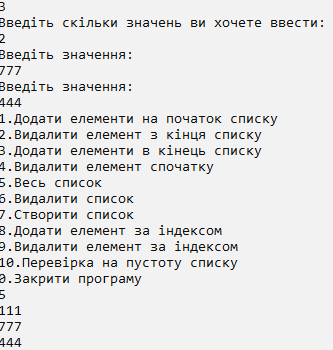 3
Введіть скільки значень ви хочете ввести:
2
Введіть значення:
777
Введіть значення:
444
1.Додати елементи на початок списку
2.Видалити елемент з кінця списку
3.Додати елементи в кінець списку
4.Видалити елемент спочатку
5.Весь список
6.Видалити список
7.Створити список
8.Додати елемент за індексом
9.Видалити елемент за індексом
10.Перевірка на пустоту списку
0.Закрити програму
5
111
777
444